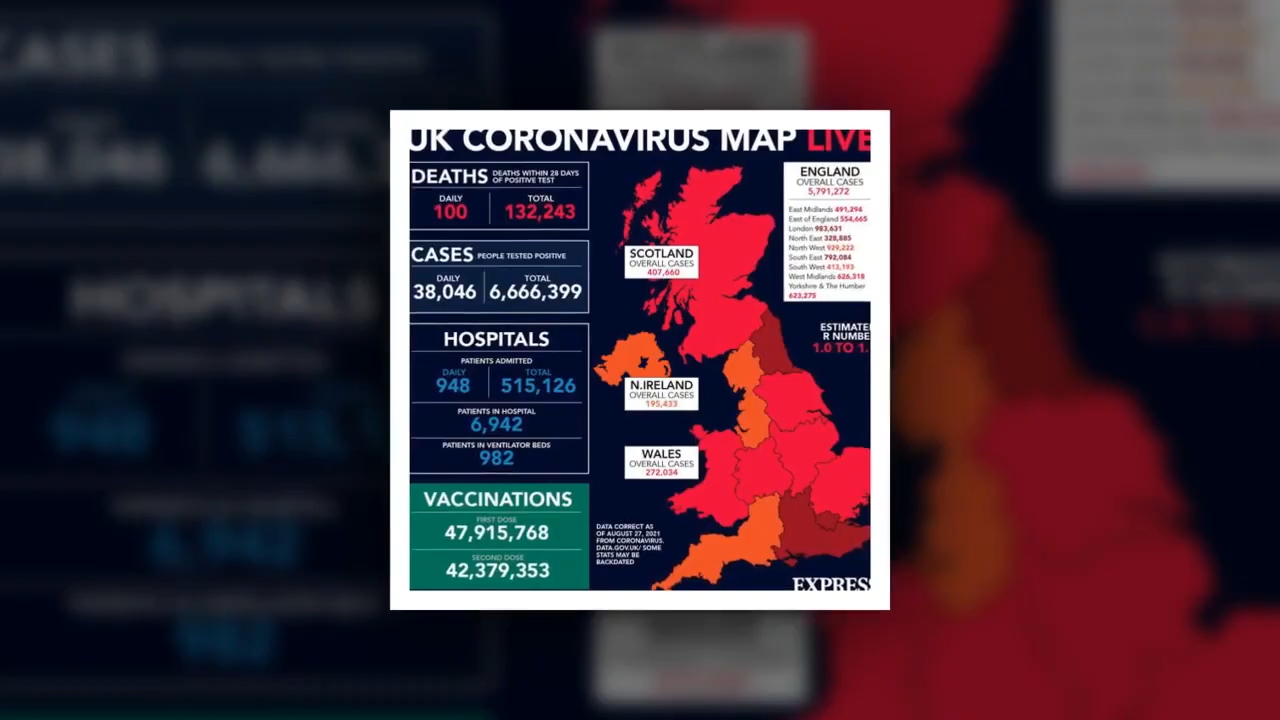 UK CORONAVIRUS MAP LIVE
DEATHS DEATHS WITHIN 28 DAYS
OF POSITIVE TEST
DAILY TOTAL
100 132,243
CASES PEOPLE TESTED POSITIVE
DAILY TOTAL
38,046 6,666,399
HOSPITALS
PATIENTS ADMITTED
DAILY TOTAL
948 515,126
PATIENTS IN HOSPITAL
6,942
PATIENTS IN VENTILATOR BEDS
982
VACCINATIONS
FIRST DOSE
47,915,768
SECOND DOSE
42,379,353
SCOTLAND
OVERALL CASES
407,660
N.IRELAND
OVERALL CASES
195,433
WALES
OVERALL CASES
272,034
DATA CORRECT AS
OF AUGUST 27, 2021
FROM CORONAVIRUS.
DATA.GOV.UK/ SOME
STATS MAY BE
BACKDATED
ENGLAND
OVERALL CASES
5,791,272
East Midlands 491,294
East of England 554,665
London 983,631
North East 328,885
North West 929,222
South East 792,084
South West 413,193
West Midlands 626,318
Yorkshire & The Humber
623,275
ESTIMATE
R NUMBE
1.0 TO 1.
EXPRESS